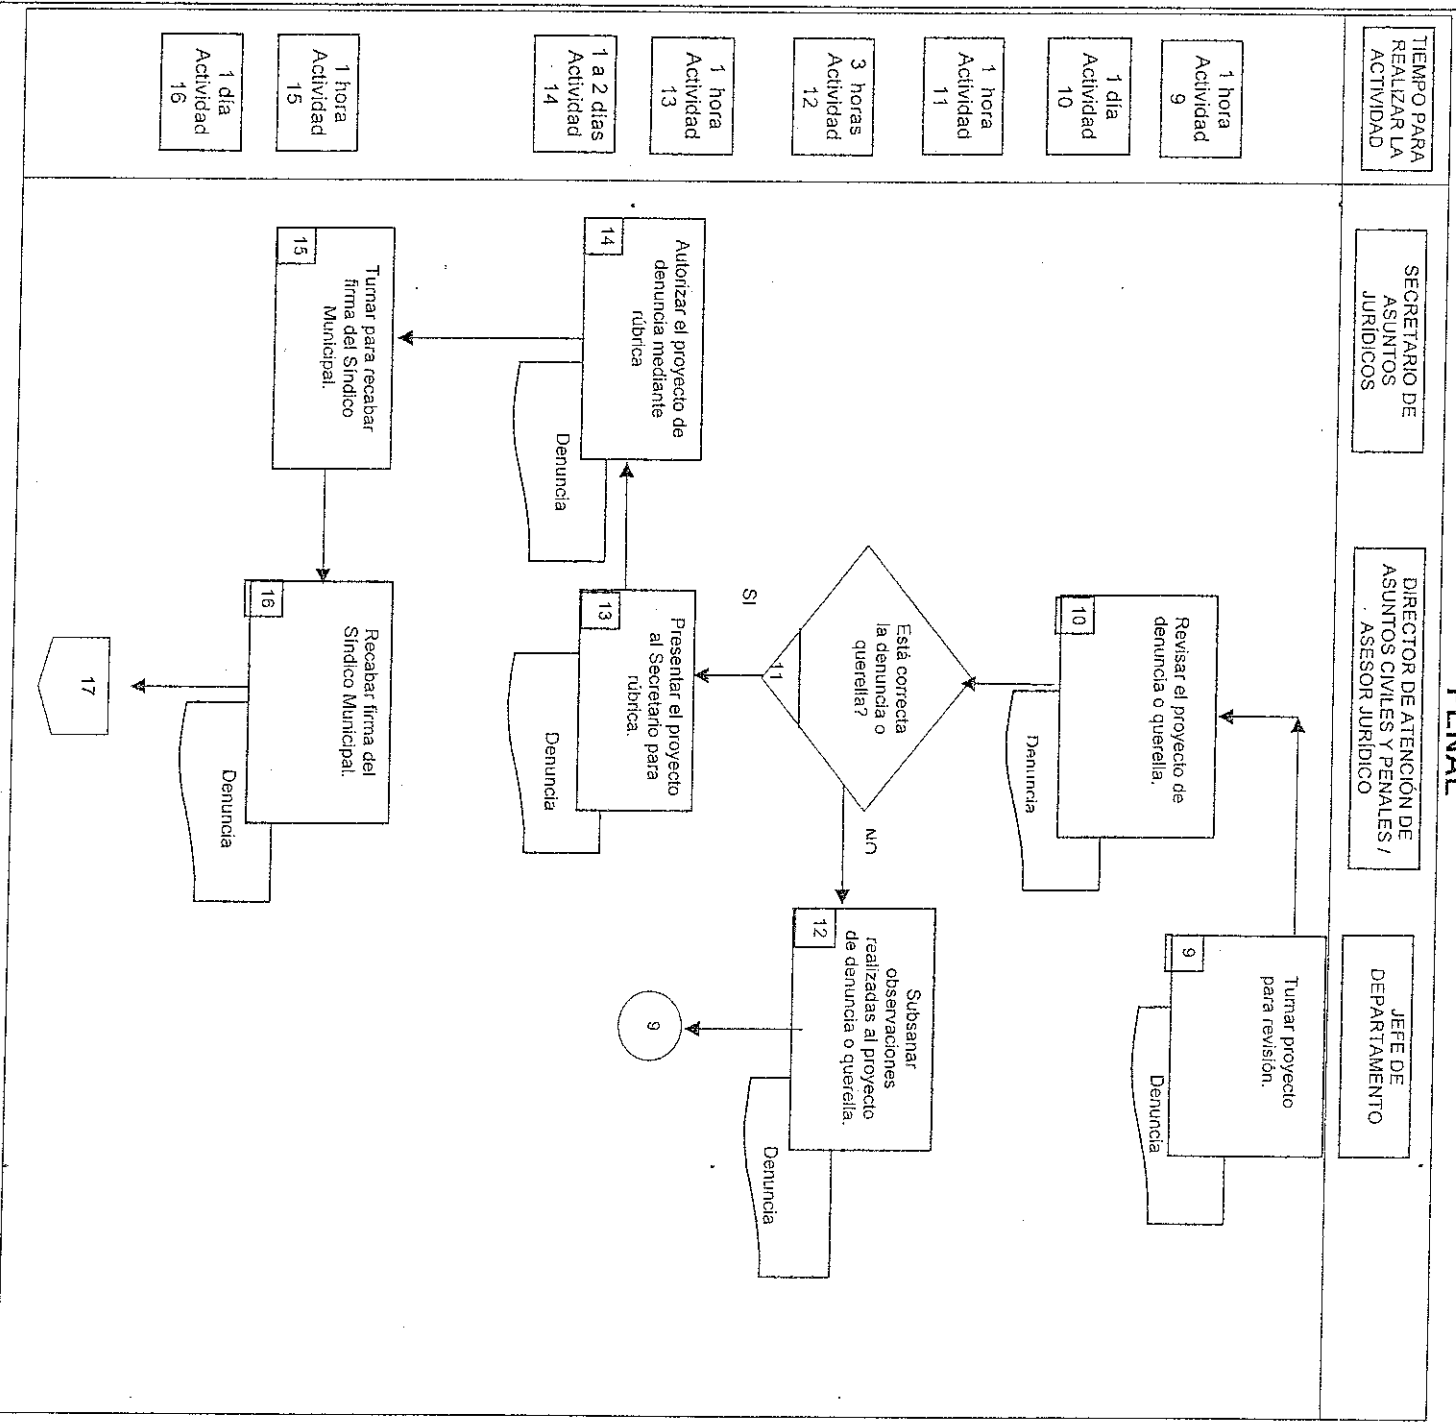 PENAL
TIEMPO PARA
REALIZAR LA
ACTIVIDAD
SECRETARIO DE
ASUNTOS
JURÍDICOS
DIRECTOR DE ATENCIÓN DE
ASUNTOS CIVILES Y PENALES /
ASESOR JURÍDICO
JEFE DE
DEPARTAMENTO
1 hora
Actividad
9
Turnar proyecto
para revisión.
9
Denuncia
1 día
Actividad
10
Revisar el proyecto de
denuncia o querella.
10
Denuncia
1 hora
Actividad
11
Está correcta
la denuncia o
querella?
11
SI
NO
3 horas
Actividad
12
Subsanar
observaciones
realizadas al proyecto
de denuncia o querella.
12
Denuncia
9
1 hora
Actividad
13
Presentar el proyecto
al Secretario para
rúbrica.
13
Denuncia
1 a 2 días
Actividad
14
Autorizar el proyecto de
denuncia mediante
rúbrica
14
Denuncia
1 hora
Actividad
15
Turnar para recabar
firma del Síndico
Municipal.
15
1 día
Actividad
16
Recabar firma del
Síndico Municipal.
16
Denuncia
17